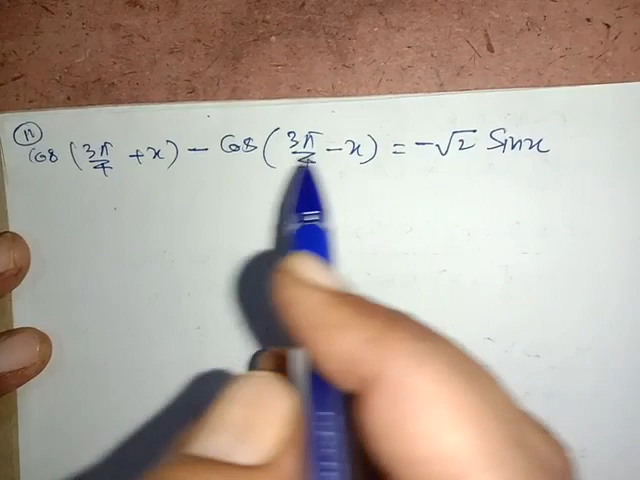 11
cos (3π/4 + x) - cos (3π/4 - x) = -√2 sinx